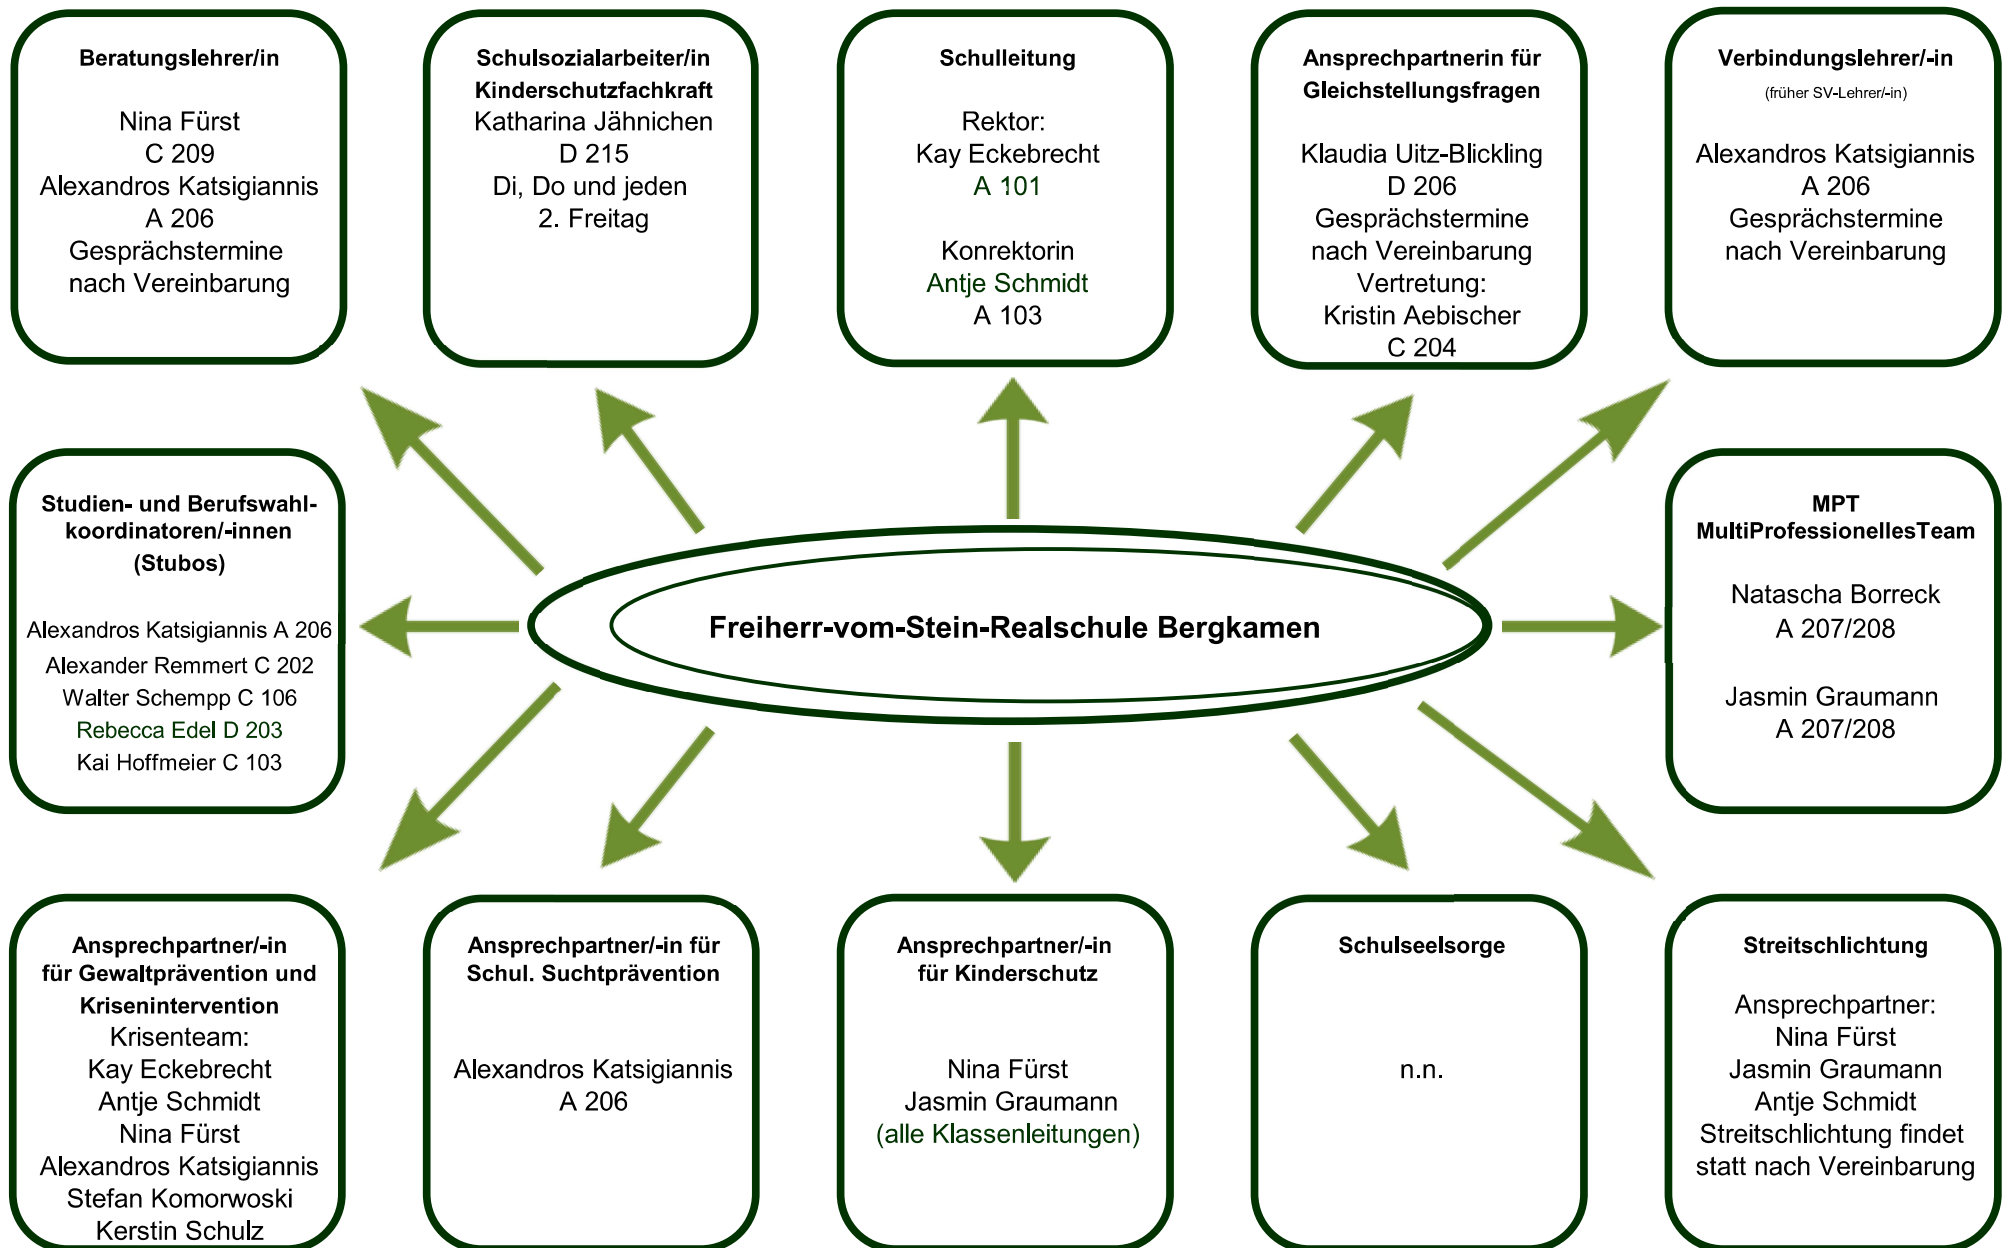 Beratungslehrer/in
Nina Fürst
C 209
Alexandros Katsigiannis
A 206
Gesprächstermine
nach Vereinbarung
Schulsozialarbeiter/in
Kinderschutzfachkraft
Katharina Jähnichen
D 215
Di, Do und jeden
2. Freitag
Schulleitung
Rektor:
Kay Eckebrecht
A 101
Konrektorin
Antje Schmidt
A 103
Ansprechpartnerin für
Gleichstellungsfragen
Klaudia Uitz-Blickling
D 206
Gesprächstermine
nach Vereinbarung
Vertretung:
Kristin Aebischer
C 204
Verbindungslehrer/-in
(früher SV-Lehrer/-in)
Alexandros Katsigiannis
A 206
Gesprächstermine
nach Vereinbarung
Studien- und Berufswahl-
koordinatoren/-innen
(Stubos)
Alexandros Katsigiannis A 206
Alexander Remmert C 202
Walter Schempp C 106
Rebecca Edel D 203
Kai Hoffmeier C 103
Freiherr-vom-Stein-Realschule Bergkamen
MPT
MultiProfessionellesTeam
Natascha Borreck
A 207/208
Jasmin Graumann
A 207/208
Ansprechpartner/-in
für Gewaltprävention und
Krisenintervention
Krisenteam:
Kay Eckebrecht
Antje Schmidt
Nina Fürst
Alexandros Katsigiannis
Stefan Komorwoski
Kerstin Schulz
Ansprechpartner/-in für
Schul. Suchtprävention
Alexandros Katsigiannis
A 206
Ansprechpartner/-in
für Kinderschutz
Nina Fürst
Jasmin Graumann
(alle Klassenleitungen)
Schulseelsorge
n.n.
Streitschlichtung
Ansprechpartner:
Nina Fürst
Jasmin Graumann
Antje Schmidt
Streitschlichtung findet
statt nach Vereinbarung